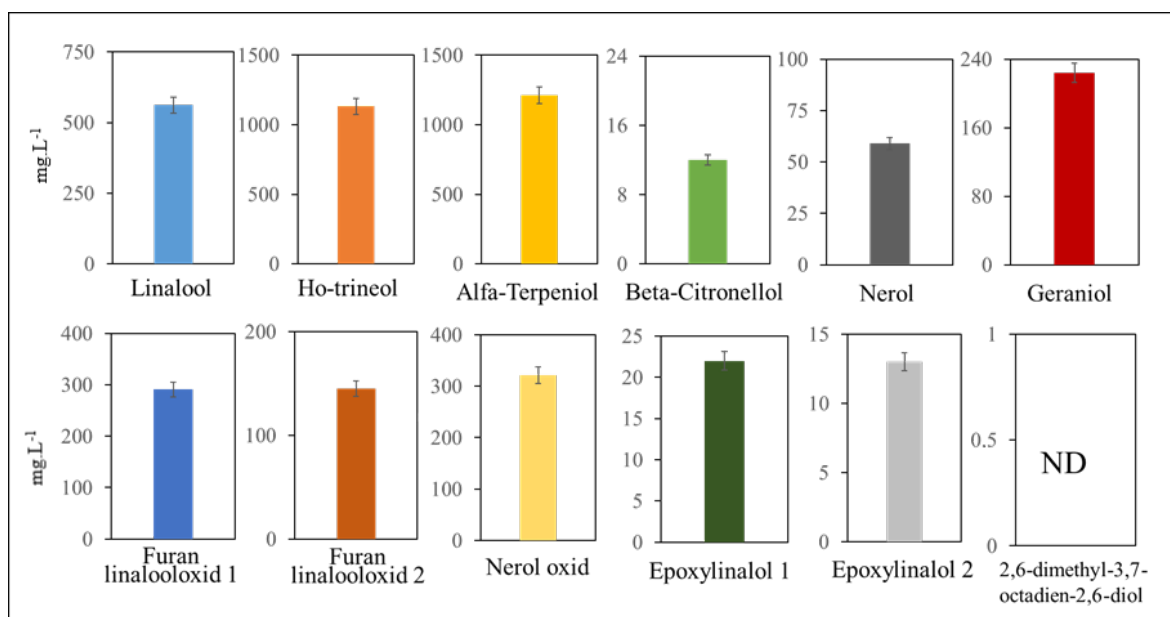 mg.L-1
750
500
250
0
Linalool
1500
1000
500
0
Ho-trineol
1500
1000
500
0
Alfa-Terpeniol
24
16
8
0
Beta-Citronellol
100
75
50
25
0
Nerol
240
160
80
0
Geraniol
mg.L-1
400
300
200
100
0
Furan
linalooloxid 1
200
100
0
Furan
linalooloxid 2
400
300
200
100
0
Nerol oxid
25
20
15
10
5
0
Epoxylinalol 1
15
10
5
0
Epoxylinalol 2
1
0.5
0
ND
2,6-dimethyl-3,7-
octadien-2,6-diol